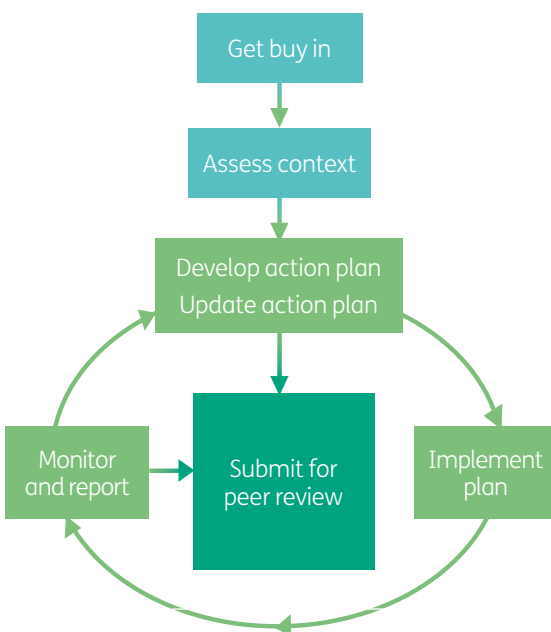 Get buy in
Assess context
Develop action plan
Update action plan
Monitor
and report
Submit for
peer review
Implement
plan